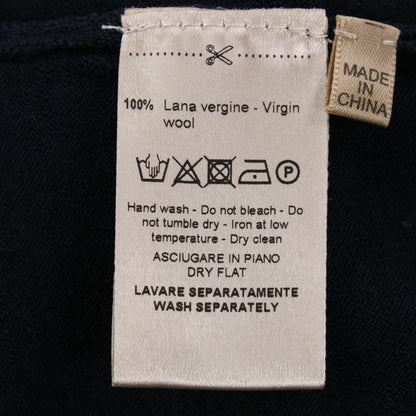 100% Lana vergine - Virgin
wool
P
Hand wash - Do not bleach - Do
not tumble dry - Iron at low
temperature - Dry clean
ASCIUGARE IN PIANO
DRY FLAT
LAVARE SEPARATAMENTE
WASH SEPARATELY
MADE
IN
CHINA